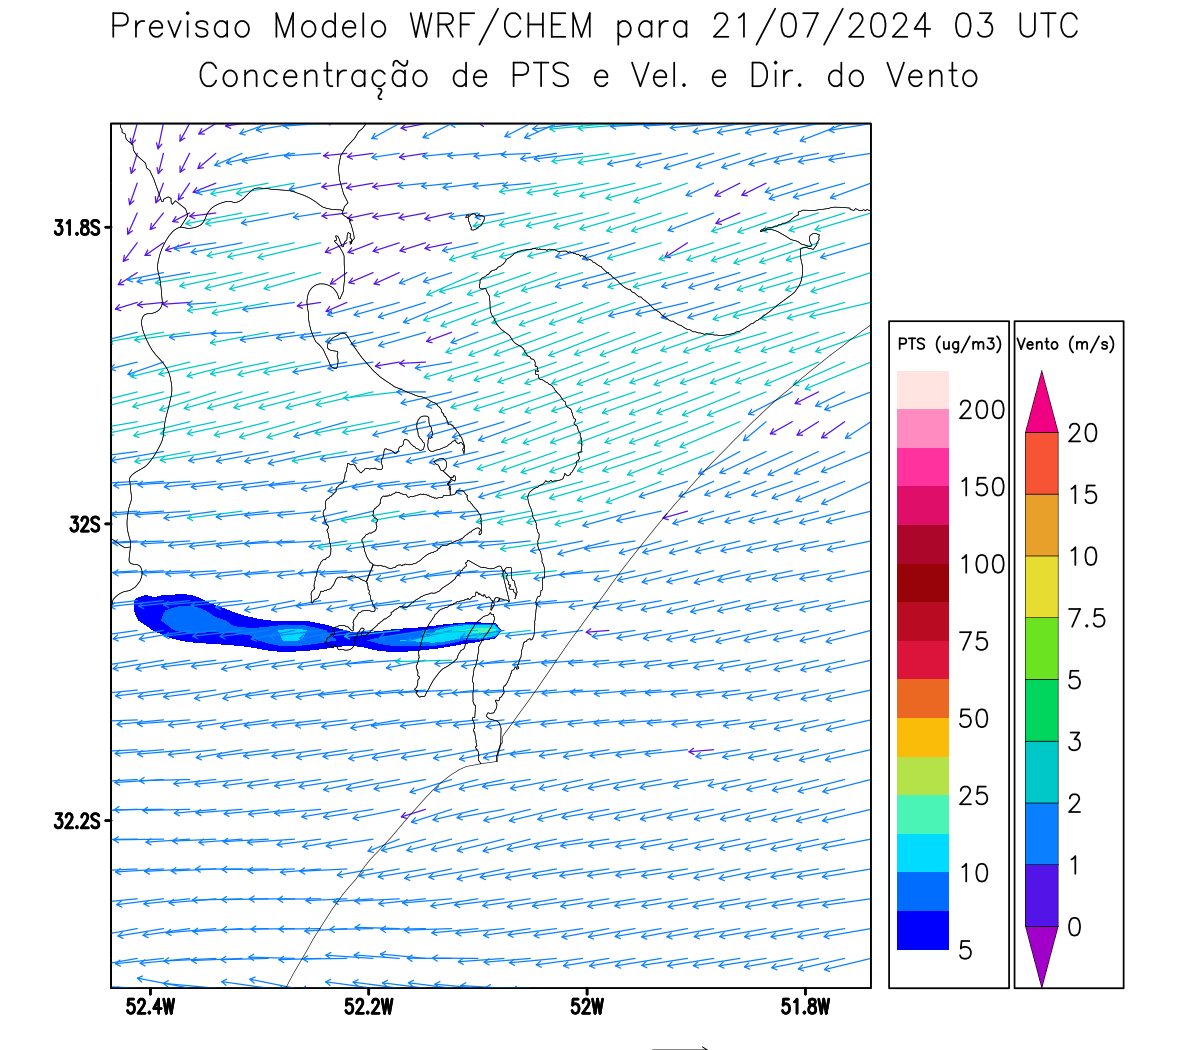 Previsao Modelo WRF/CHEM para 21/07/2024 03 UTC
Concentração de PTS e Vel. e Dir. do Vento
31.8S
32S
32.2S
52.4W 52.2W 52W 51.8W
PTS (ug/m3)
200
150
100
75
50
25
10
5
Vento (m/s)
20
15
10
7.5
5
3
2
1
0